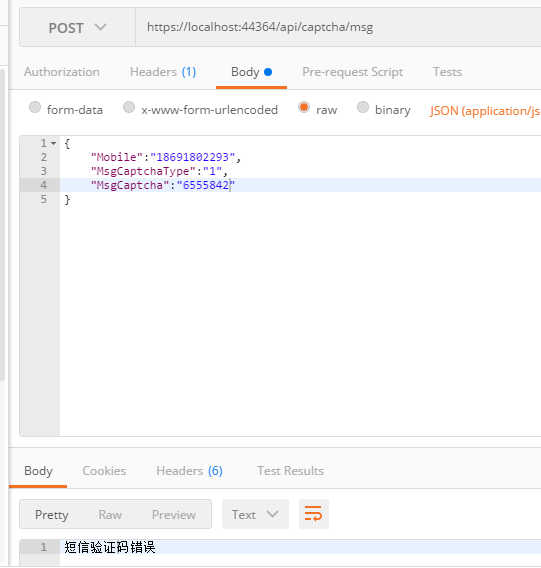 POST https://localhost:44364/api/captcha/msg
Authorization Headers (1) Body Pre-request Script Tests
form-data x-www-form-urlencoded raw binary JSON (application/js
1 {
2 "Mobile":"18691802293",
3 "MsgCaptchaType":"1",
4 "MsgCaptcha":"6555842"
5 }
Body Cookies Headers (6) Test Results
Pretty Raw Preview Text
1 短信验证码错误